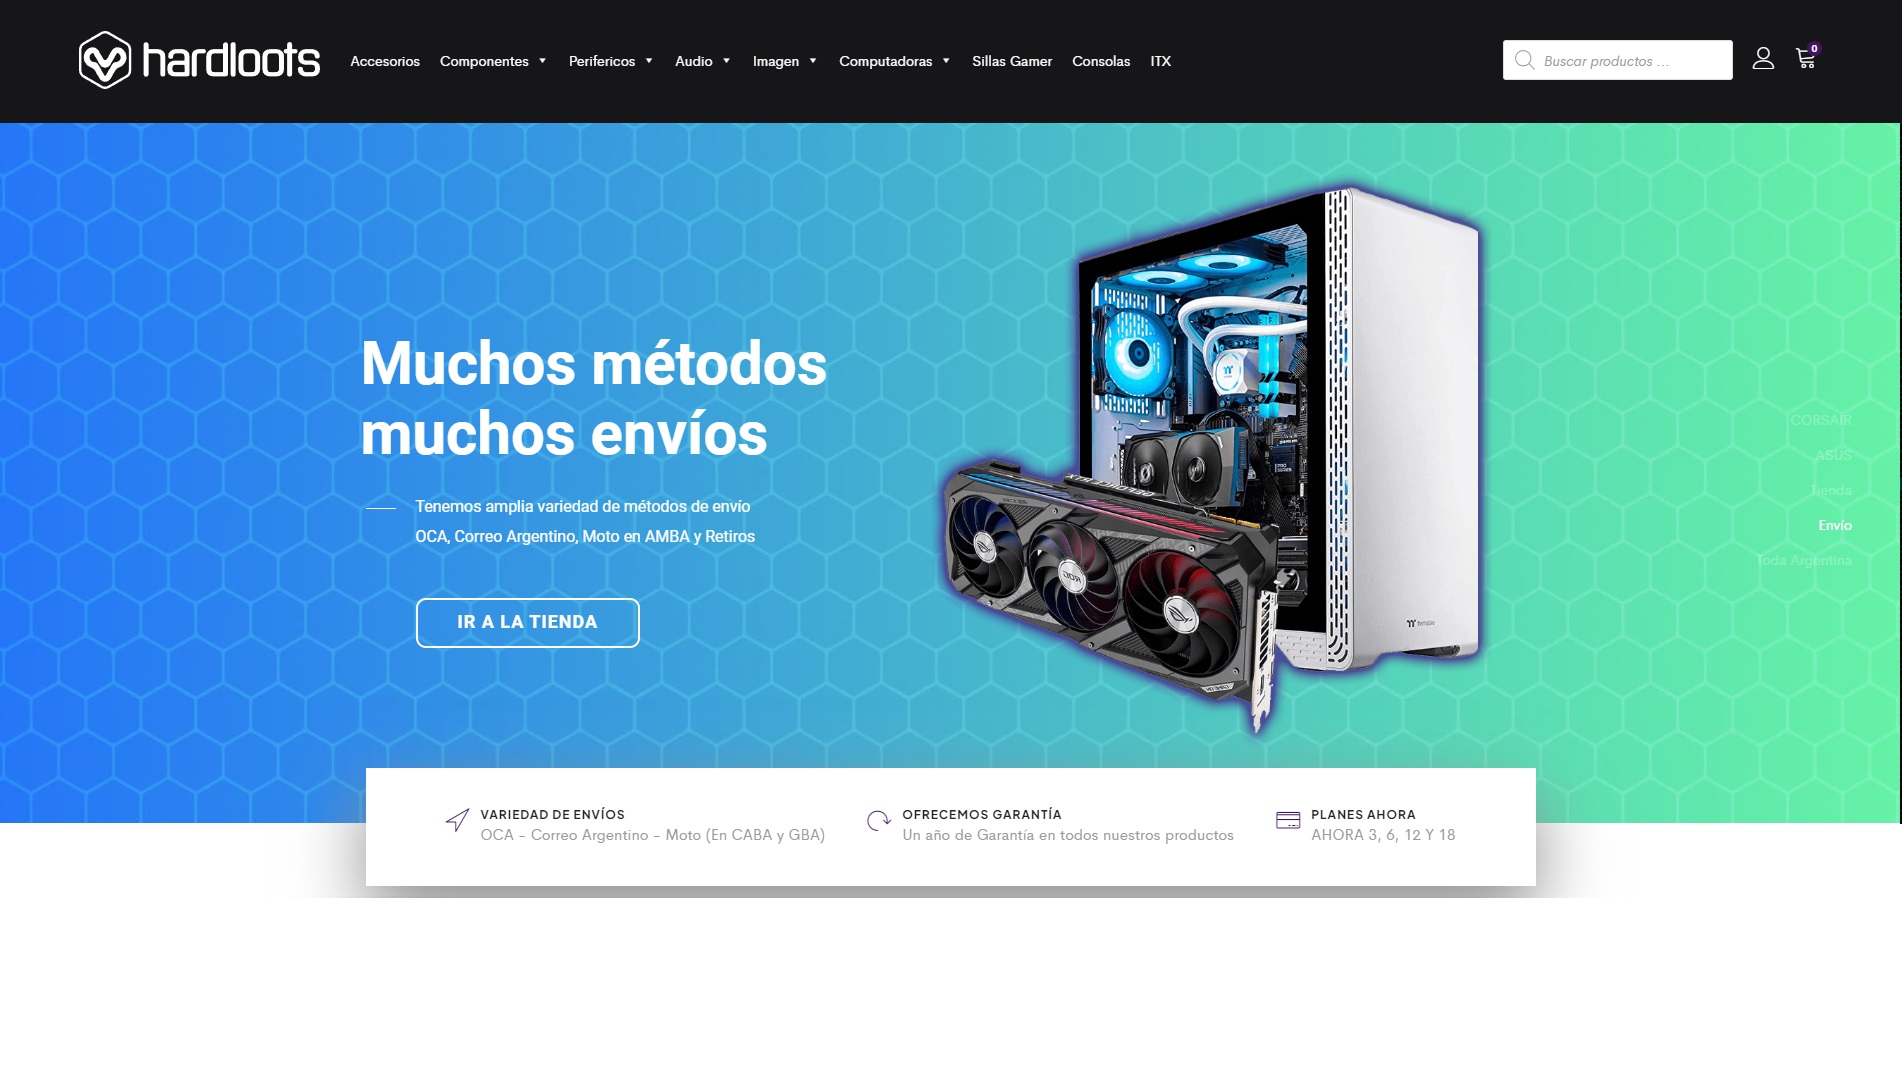 hardloots
Accesorios
Componentes
Perifericos
Audio
Imagen
Computadoras
Sillas Gamer
Consolas
ITX
Buscar productos ...
0
Muchos métodos
muchos envíos
Tenemos amplia variedad de métodos de envío
OCA, Correo Argentino, Moto en AMBA y Retiros
IR A LA TIENDA
CORSAIR
ASUS
Tienda
Envío
Toda Argentina
VARIEDAD DE ENVÍOS
OCA - Correo Argentino - Moto (En CABA y GBA)
OFRECEMOS GARANTÍA
Un año de Garantía en todos nuestros productos
PLANES AHORA
AHORA 3, 6, 12 Y 18